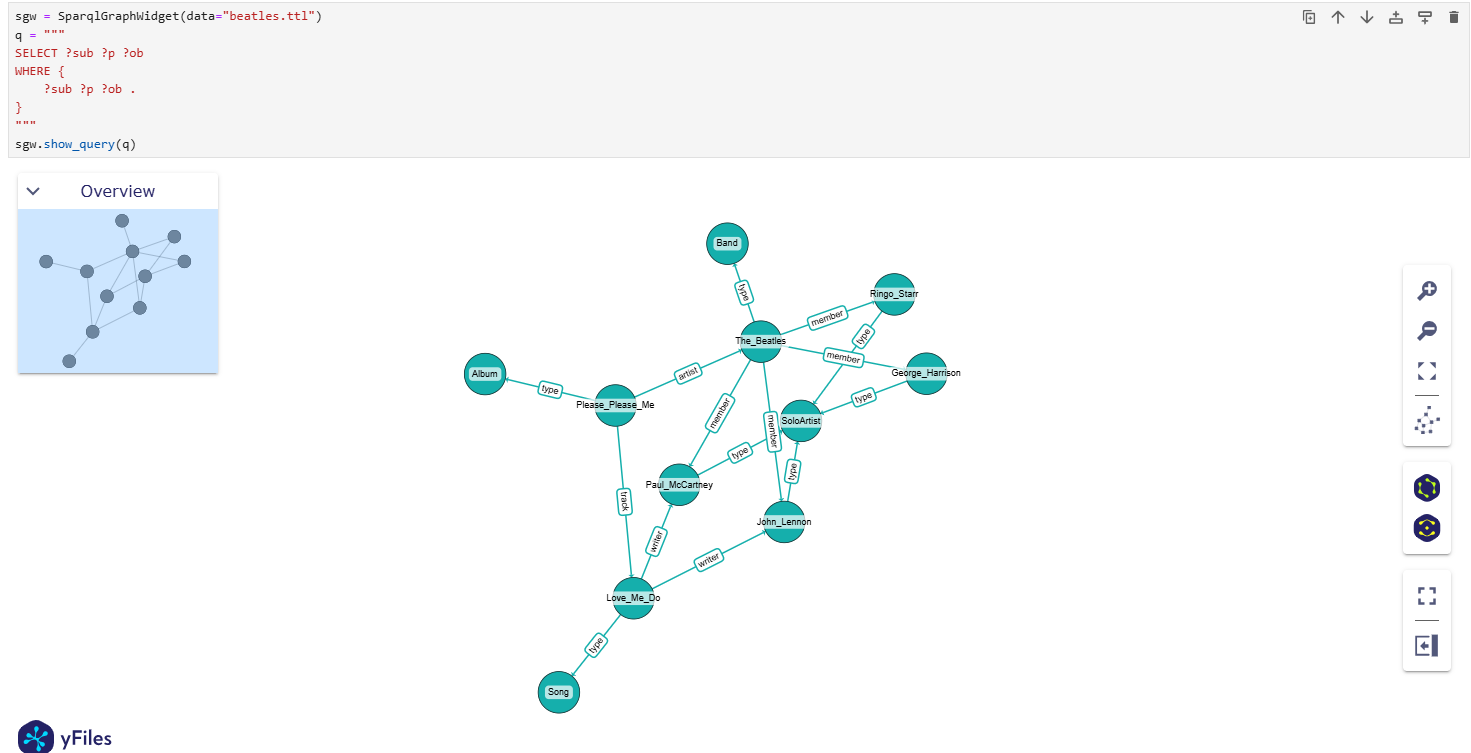 sgw = SparqlGraphWidget(data="beatles.ttl")
q = """
SELECT ?sub ?p ?ob
WHERE {
    ?sub ?p ?ob .
}
"""
sgw.show_query(q)
Overview
Band
type
Ringo_Starr
member
type
The_Beatles
member
George_Harrison
Album
type
artist
type
Please_Please_Me
member
member
SoloArtist
type
type
Paul_McCartney
track
John_Lennon
writer
writer
Love_Me_Do
type
Song
yFiles